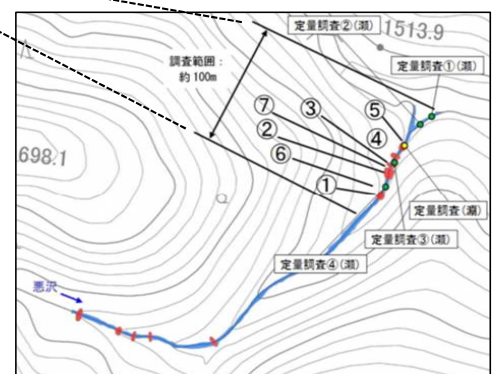 定量調査②(瀬)
1513.9
定量調査①(瀬)
調査範囲:
約100m
⑦
③
⑤
②
④
⑥
①
698.1
定量調査(淵)
定量調査③(瀬)
定量調査④(瀬)
悪沢